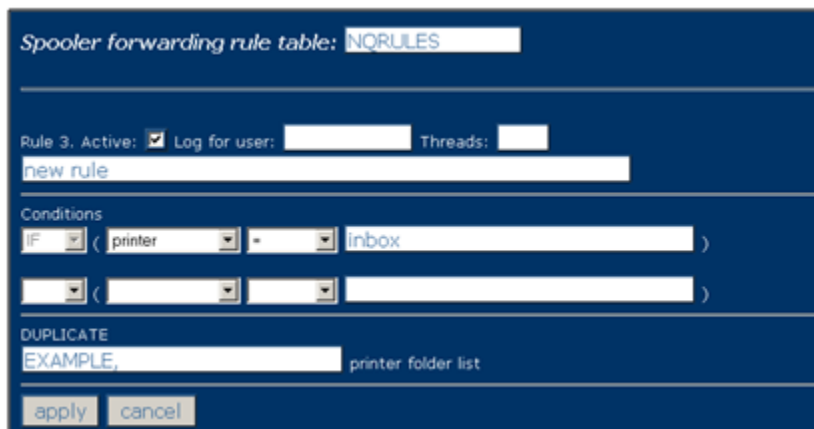 Spooler forwarding rule table: NQRULES
Rule 3. Active: Log for user: Threads:
new rule
Conditions
IF ( printer = inbox )
( )
DUPLICATE
EXAMPLE, printer folder list
apply cancel